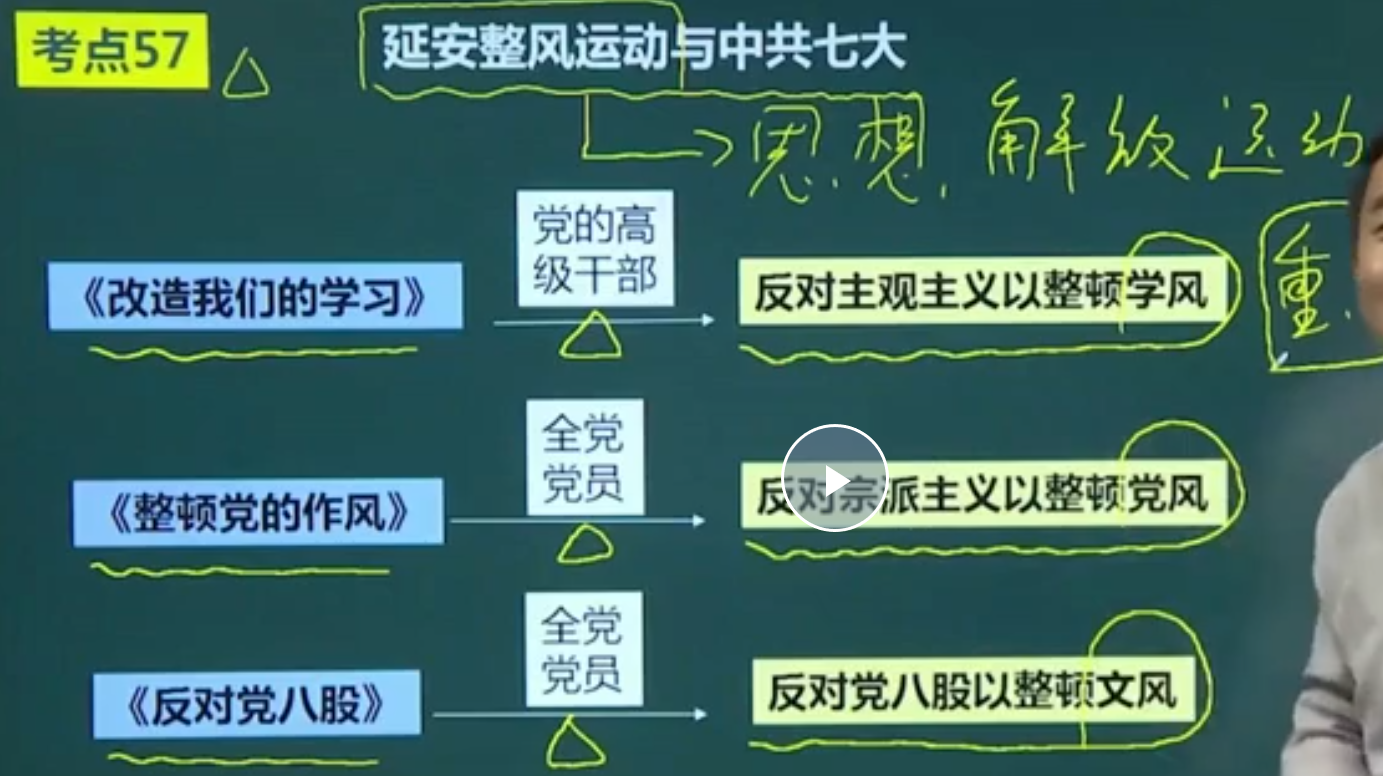 考点57
延安整风运动与中共七大
思想解放运动
党的高
级干部
《改造我们的学习》
反对主观主义以整顿学风
重
全党
党员
《整顿党的作风》
反对宗派主义以整顿党风
全党
党员
《反对党八股》
反对党八股以整顿文风